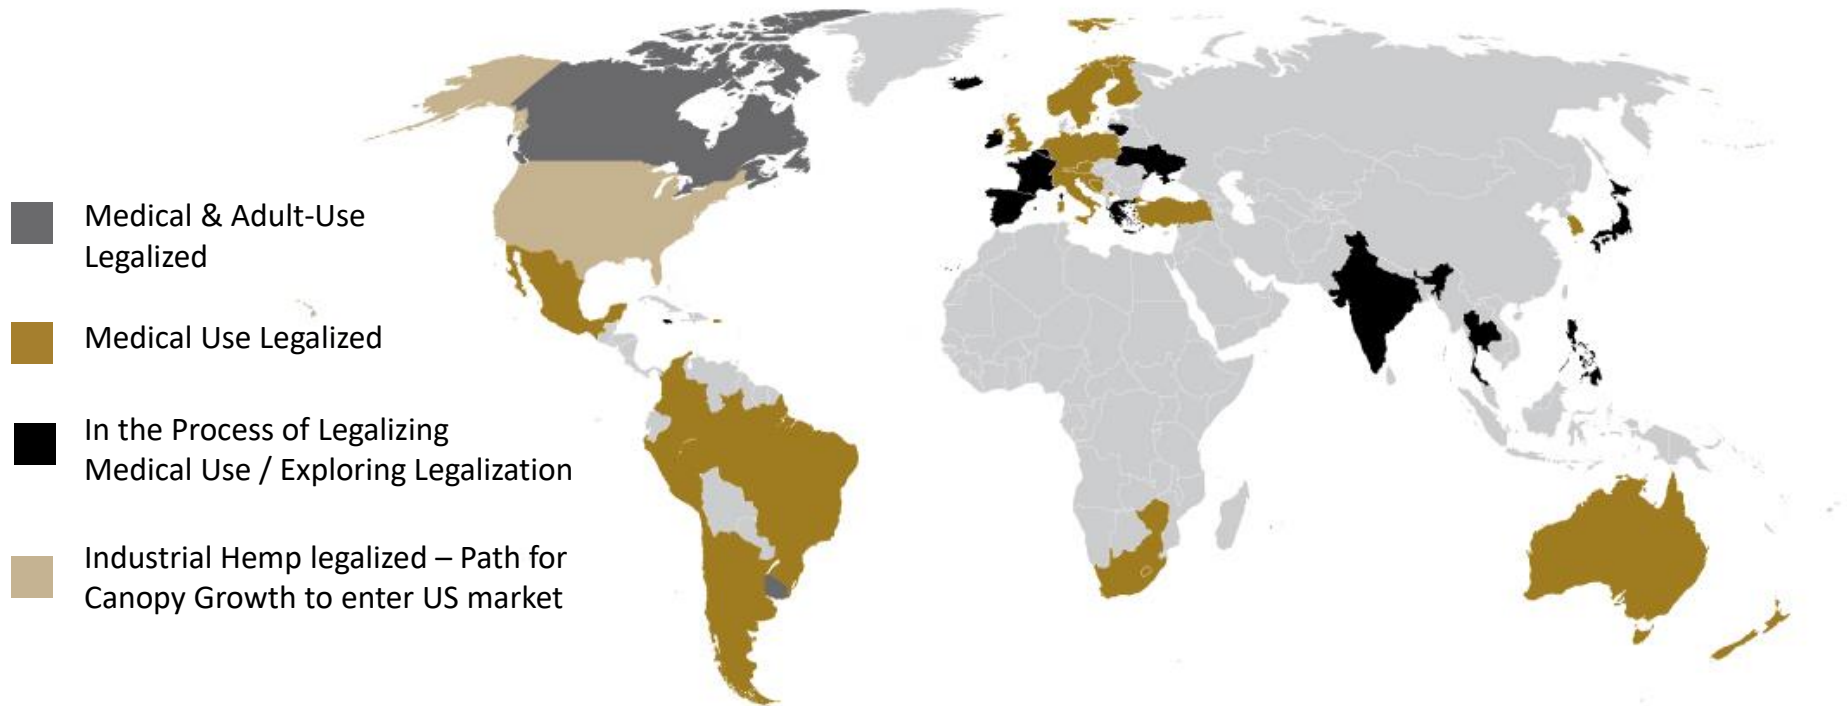 Medical & Adult-Use
Legalized
Medical Use Legalized
In the Process of Legalizing
Medical Use / Exploring Legalization
Industrial Hemp legalized – Path for
Canopy Growth to enter US market